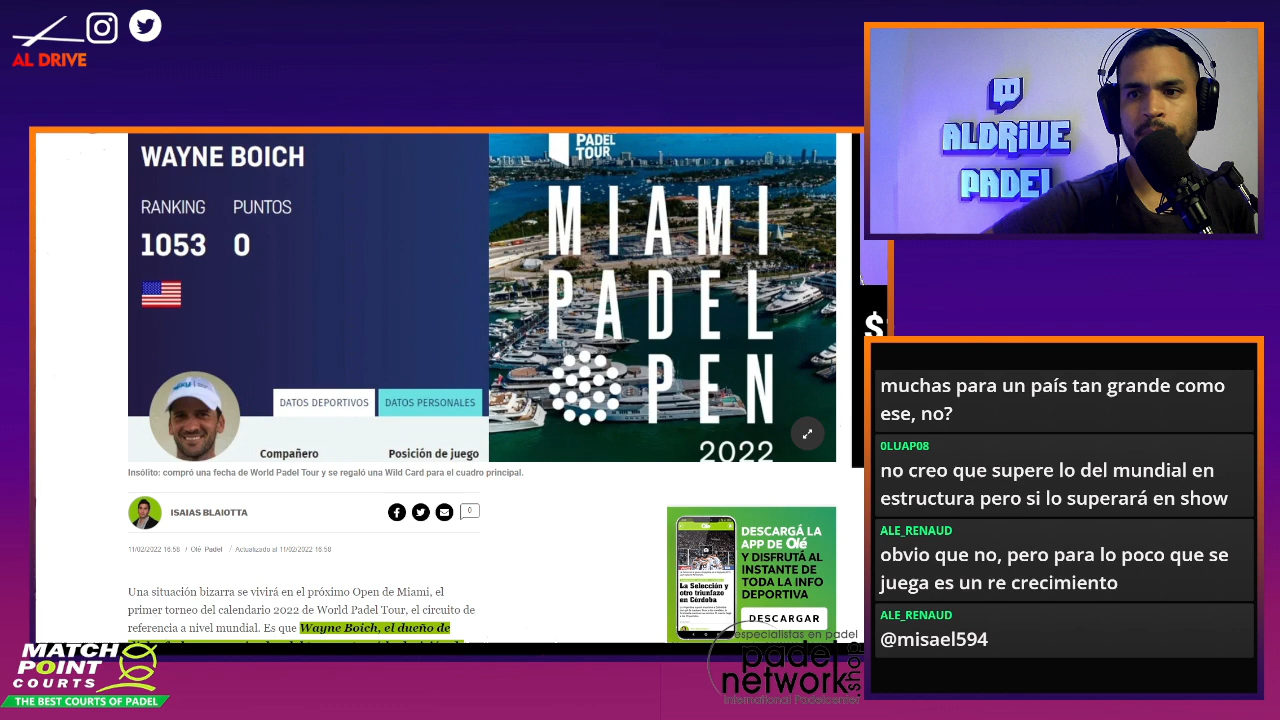 AL DRIVE
WAYNE BOICH
RANKING PUNTOS
1053 0
DATOS DEPORTIVOS DATOS PERSONALES
Compañero Posición de juego
PADEL
TOUR
MIAMI
PADEL
OPEN
2022
Insólito: compró una fecha de World Padel Tour y se regaló una Wild Card para el cuadro principal.
ISAIAS BLAIOTTA
0
11/02/2022 16:58 / Olé Padel / Actualizado al 11/02/2022 16:58
Una situación bizarra se vivirá en el próximo Open de Miami, el
primer torneo del calendario 2022 de World Padel Tour, el circuito de
referencia a nivel mundial. Es que Wayne Boich, el dueño de
DESCARGÁ LA
APP DE Olé
Y DISFRUTÁ AL
INSTANTE DE
TODA LA INFO
DEPORTIVA
DESCARGAR
La Selección y
otro triunfazo
en Córdoba
MATCH
POINT
COURTS
THE BEST COURTS OF PADEL
especialistas en padel
padel
network
.shop
International Padelcenter
$
ALDRIVE
PADEL
muchas para un país tan grande como
ese, no?
0LUAP08
no creo que supere lo del mundial en
estructura pero si lo superará en show
ALE_RENAUD
obvio que no, pero para lo poco que se
juega es un re crecimiento
ALE_RENAUD
@misael594